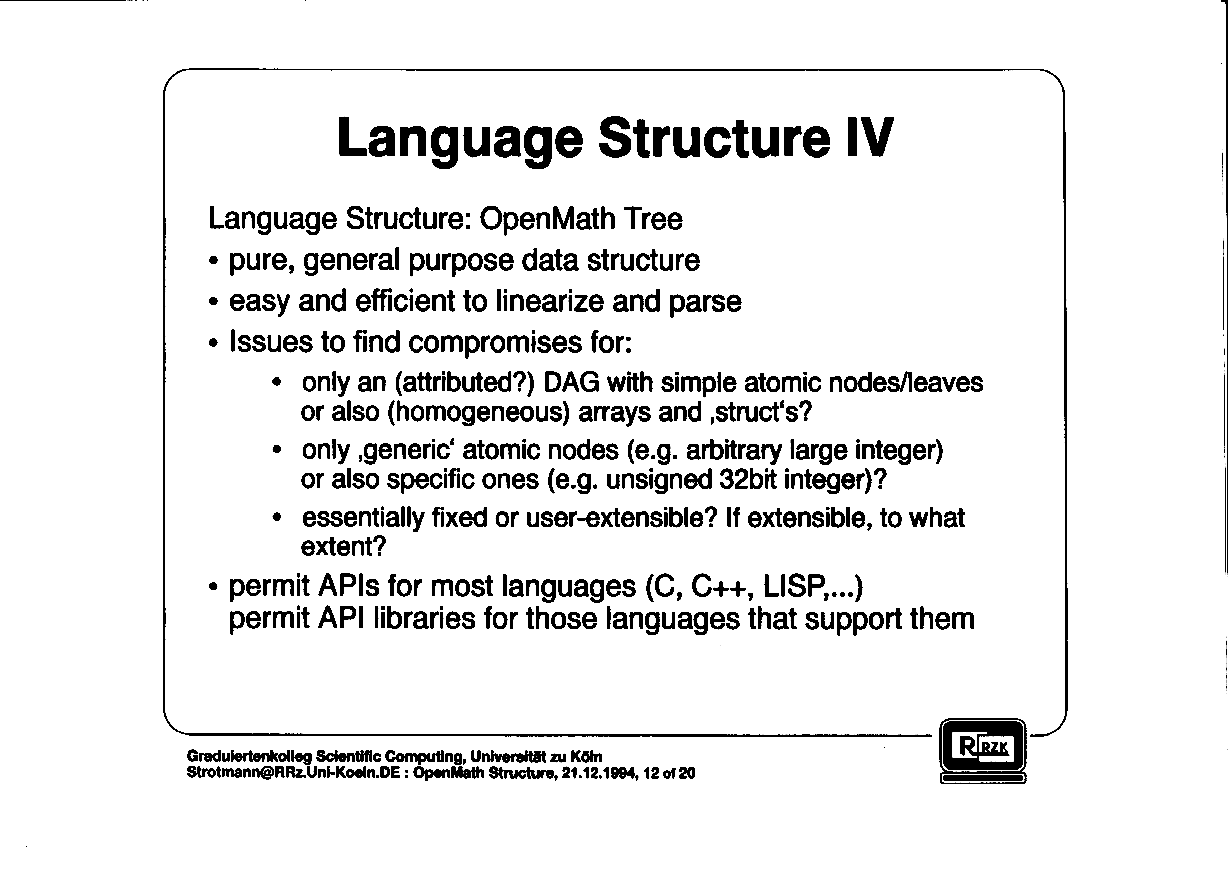 Language Structure IV
Language Structure: OpenMath Tree
• pure, general purpose data structure
• easy and efficient to linearize and parse
• Issues to find compromises for:
• only an (attributed?) DAG with simple atomic nodes/leaves
or also (homogeneous) arrays and ‚struct‘s?
• only ‚generic‘ atomic nodes (e.g. arbitrary large integer)
or also specific ones (e.g. unsigned 32bit integer)?
• essentially fixed or user-extensible? If extensible, to what
extent?
• permit APIs for most languages (C, C++, LISP,...)
permit API libraries for those languages that support them
Graduiertenkolleg Scientific Computing, Universität zu Köln
Strotmann@RRz.Uni-Koeln.DE : OpenMath Structure, 21.12.1994, 12 of 20
R RZK